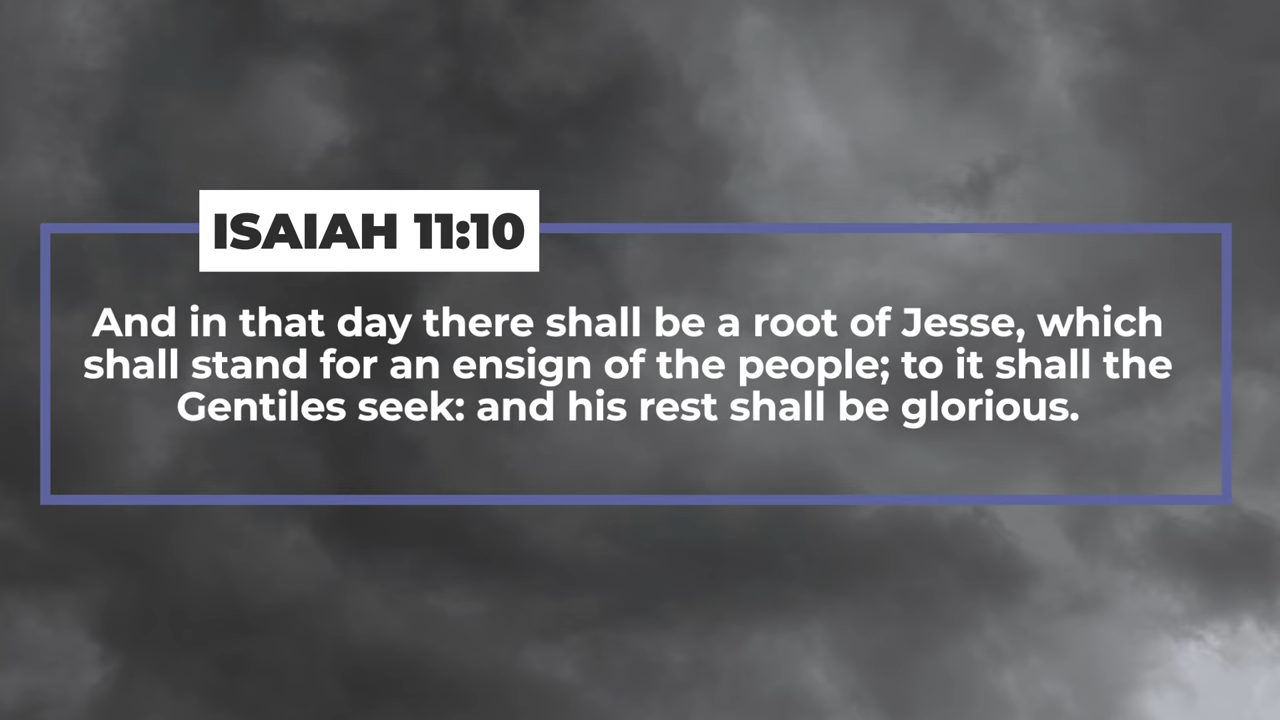 ISAIAH 11:10
And in that day there shall be a root of Jesse, which
shall stand for an ensign of the people; to it shall the
Gentiles seek: and his rest shall be glorious.